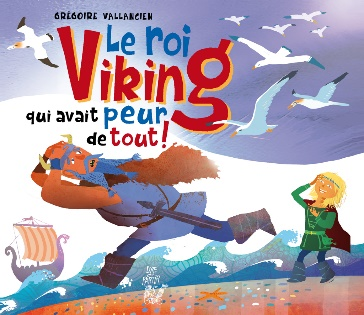 GRÉGOIRE VALLANCIEN
Le roi
Viking
qui avait peur
de tout!